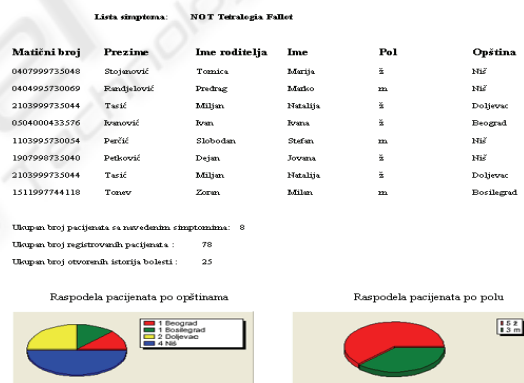 Lista simptoma: NOT Tetralogia Fallot
Matični broj Prezime Ime roditelja Ime Pol Opština
0407999735048 Stojanović Tomica Marija ž Niš
0404995730069 Randjelović Predrag Marko m Niš
2103999735044 Tasić Miljan Natalija ž Doljevac
0504000433576 Ivanović Ivan Ivana ž Beograd
1103995730054 Perčić Slobodan Stefan m Niš
1907998735040 Petković Dejan Jovana ž Niš
2103999735044 Tasić Miljan Natalija ž Doljevac
1511997744118 Tonev Zoran Milan m Bosilegrad
Ukupan broj pacijenata sa navedenim simptomima: 8
Ukupan broj registrovanih pacijenata : 78
Ukupan broj otvorenih istorija bolesti : 25
Raspodela pacijenata po opštinama Raspodela pacijenata po polu
1 Beograd
1 Bosilegrad
2 Doljevac
4 Niš
5 ž
3 m